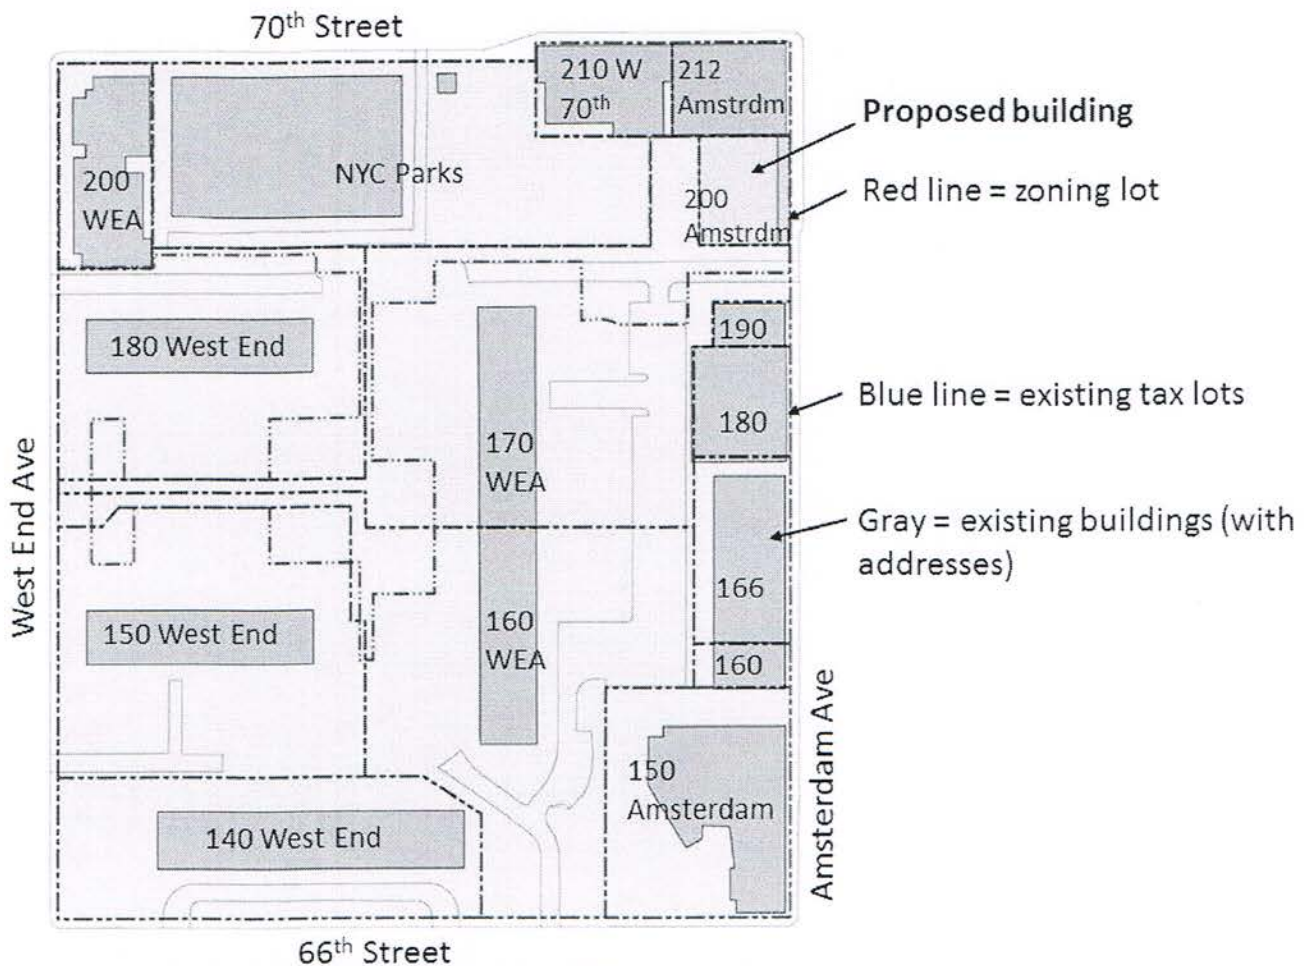 70th Street
210 W
70th
212
Amstrdm
Proposed building
NYC Parks
200
WEA
200
Amstrdm
Red line = zoning lot
190
180 West End
Blue line = existing tax lots
180
170
WEA
West End Ave
Gray = existing buildings (with
addresses)
166
150 West End
160
WEA
160
Amsterdam Ave
150
Amsterdam
140 West End
66th Street